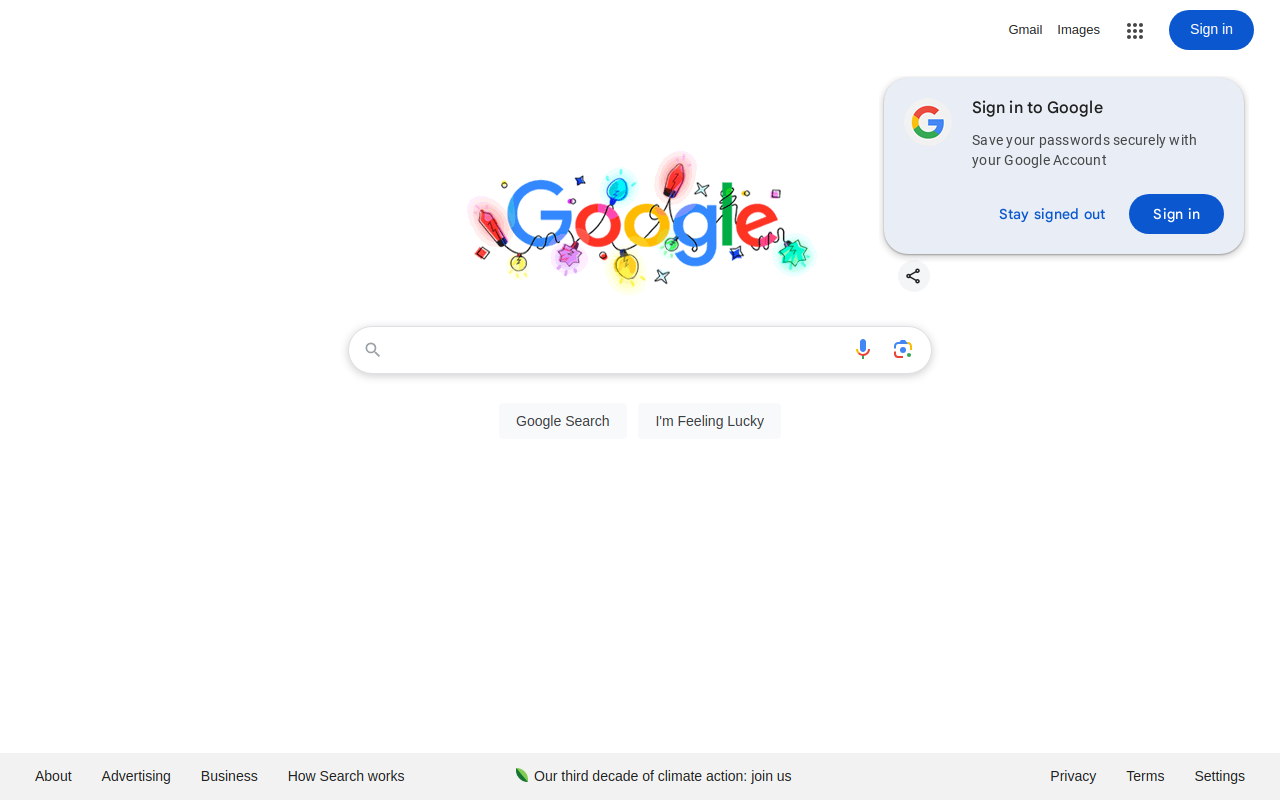 Gmail Images Sign in
Sign in to Google
Save your passwords securely with
your Google Account
Stay signed out Sign in
Google
Google Search I'm Feeling Lucky
About Advertising Business How Search works Our third decade of climate action: join us Privacy Terms Settings